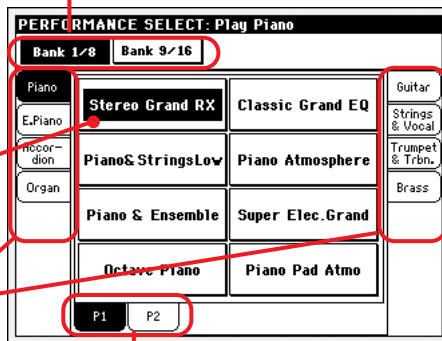 PERFORMANCE SELECT: Play Piano
Bank 1/8
Bank 9/16
Piano
E.Piano
Accor-
dion
Organ
Stereo Grand RX
Classic Grand EQ
Piano& StringsLow
Piano Atmosphere
Piano & Ensemble
Super Elec.Grand
Octave Piano
Piano Pad Atmo
Guitar
Strings
& Vocal
Trumpet
& Trbn.
Brass
P1
P2